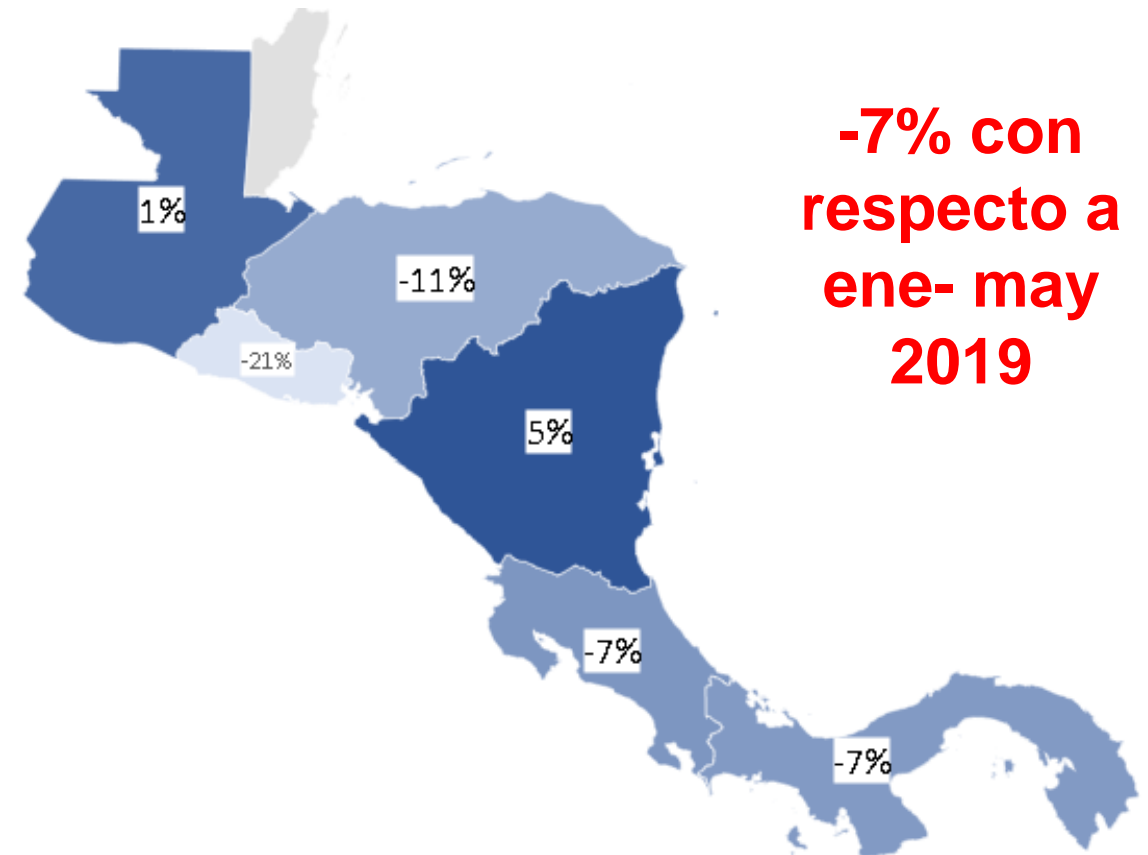 -7% con
respecto a
ene- may
2019
1%
-11%
-21%
5%
-7%
-7%